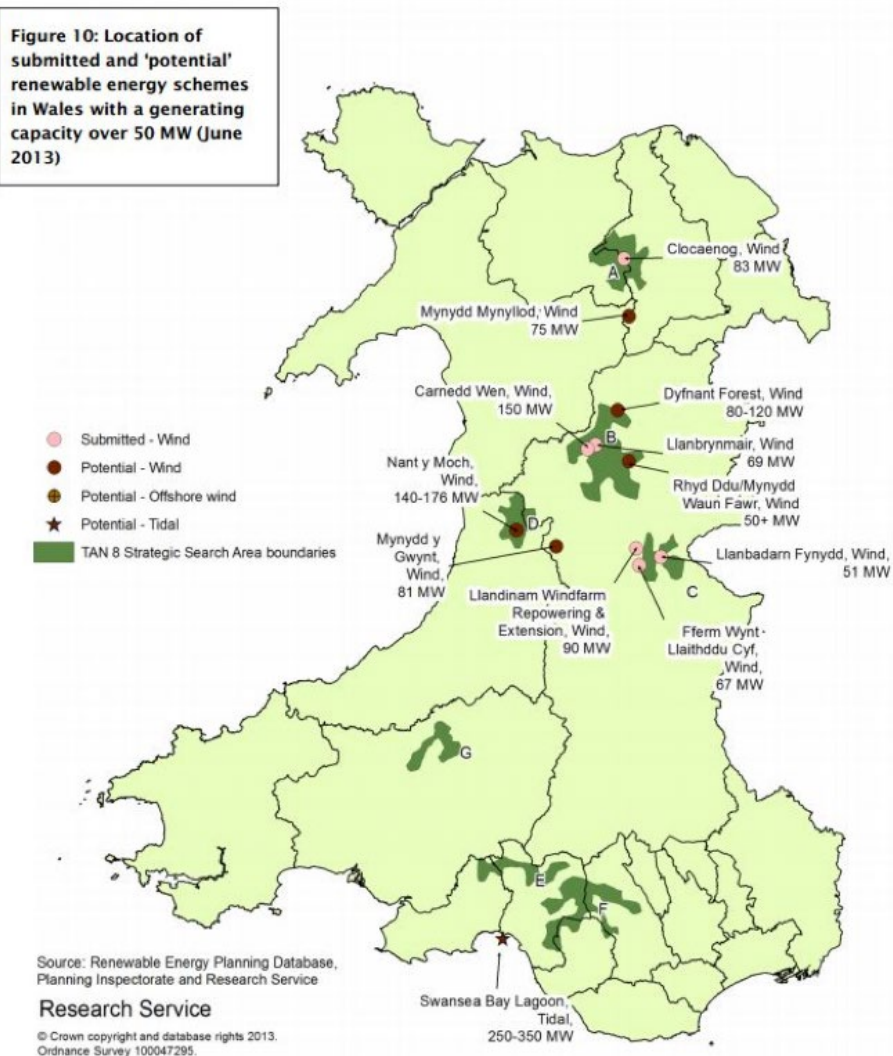 Figure 10: Location of
submitted and 'potential'
renewable energy schemes
in Wales with a generating
capacity over 50 MW (June
2013)
Clocaenog, Wind
83 MW
A
Mynydd Mynyllod, Wind
75 MW
Carnedd Wen, Wind,
150 MW
Dyfnant Forest, Wind
80-120 MW
B
Llanbrynmair, Wind
69 MW
Rhyd Ddu/Mynydd
Waun Fawr, Wind
50+ MW
Submitted - Wind
Potential - Wind
Potential - Offshore wind
Potential - Tidal
TAN 8 Strategic Search Area boundaries
Nant y Moch,
Wind,
140-176 MW
D
Mynydd y
Gwynt,
Wind,
81 MW
Llanbadarn Fynydd, Wind,
51 MW
C
Llandinam Windfarm
Repowering &
Extension, Wind,
90 MW
Fferm Wynt
Llaithddu Cyf,
Wind,
67 MW
G
E
F
Swansea Bay Lagoon,
Tidal,
250-350 MW
Source: Renewable Energy Planning Database,
Planning Inspectorate and Research Service
Research Service
© Crown copyright and database rights 2013.
Ordnance Survey 100047295.